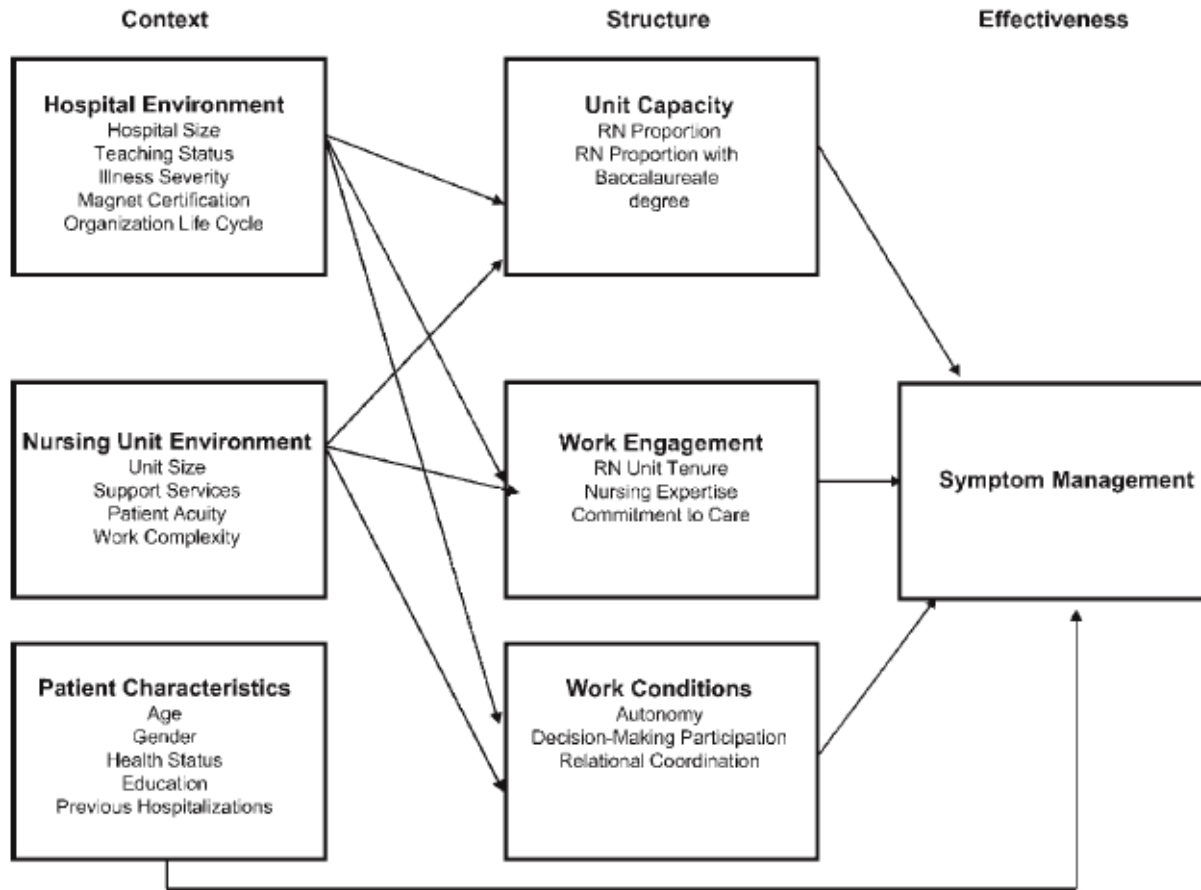 Context
Structure
Effectiveness
Hospital Environment
Hospital Size
Teaching Status
Illness Severity
Magnet Certification
Organization Life Cycle
Unit Capacity
RN Proportion
RN Proportion with
Baccalaureate
degree
Nursing Unit Environment
Unit Size
Support Services
Patient Acuity
Work Complexity
Work Engagement
RN Unit Tenure
Nursing Expertise
Commitment to Care
Symptom Management
Patient Characteristics
Age
Gender
Health Status
Education
Previous Hospitalizations
Work Conditions
Autonomy
Decision-Making Participation
Relational Coordination